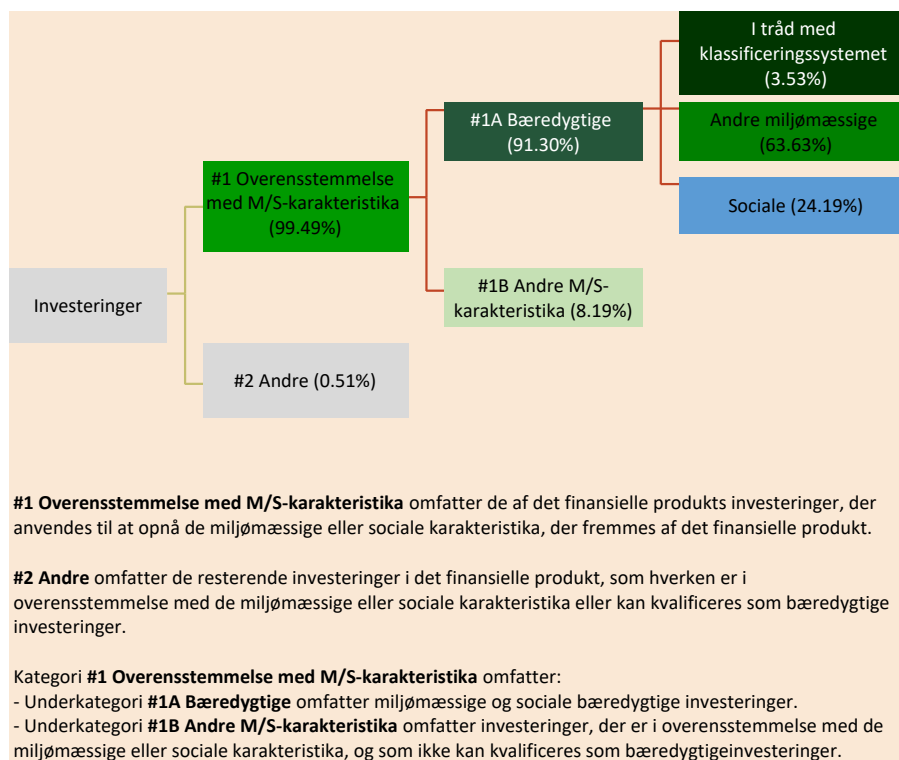 I tråd med
klassificeringssystemet
(3.53%)
#1A Bæredygtige
(91.30%)
Andre miljømæssige
(63.63%)
#1 Overensstemmelse
med M/S-karakteristika
(99.49%)
Sociale (24.19%)
Investeringer
#1B Andre M/S-
karakteristika (8.19%)
#2 Andre (0.51%)
#1 Overensstemmelse med M/S-karakteristika omfatter de af det finansielle produkts investeringer, der
anvendes til at opnå de miljømæssige eller sociale karakteristika, der fremmes af det finansielle produkt.
#2 Andre omfatter de resterende investeringer i det finansielle produkt, som hverken er i
overensstemmelse med de miljømæssige eller sociale karakteristika eller kan kvalificeres som bæredygtige
investeringer.
Kategori #1 Overensstemmelse med M/S-karakteristika omfatter:
- Underkategori #1A Bæredygtige omfatter miljømæssige og sociale bæredygtige investeringer.
- Underkategori #1B Andre M/S-karakteristika omfatter investeringer, der er i overensstemmelse med de
miljømæssige eller sociale karakteristika, og som ikke kan kvalificeres som bæredygtigeinvesteringer.